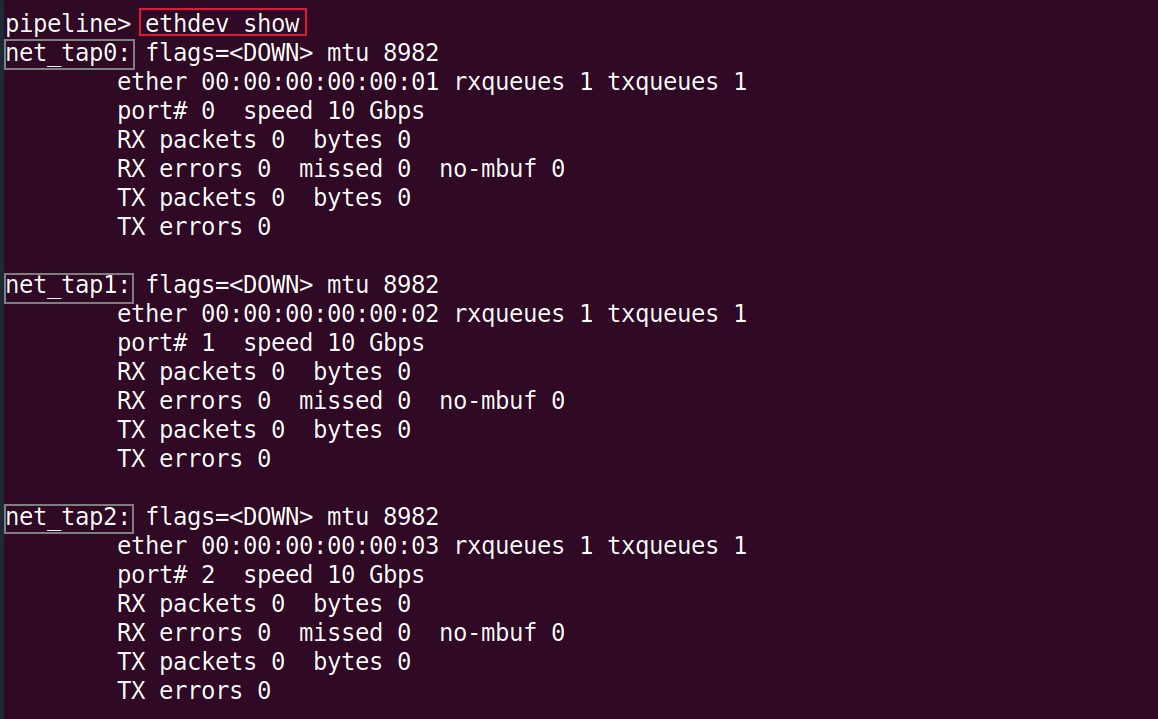 pipeline> ethdev show
net_tap0: flags=<DOWN> mtu 8982
        ether 00:00:00:00:00:01 rxqueues 1 txqueues 1
        port# 0  speed 10 Gbps
        RX packets 0  bytes 0
        RX errors 0  missed 0  no-mbuf 0
        TX packets 0  bytes 0
        TX errors 0

net_tap1: flags=<DOWN> mtu 8982
        ether 00:00:00:00:00:02 rxqueues 1 txqueues 1
        port# 1  speed 10 Gbps
        RX packets 0  bytes 0
        RX errors 0  missed 0  no-mbuf 0
        TX packets 0  bytes 0
        TX errors 0

net_tap2: flags=<DOWN> mtu 8982
        ether 00:00:00:00:00:03 rxqueues 1 txqueues 1
        port# 2  speed 10 Gbps
        RX packets 0  bytes 0
        RX errors 0  missed 0  no-mbuf 0
        TX packets 0  bytes 0
        TX errors 0